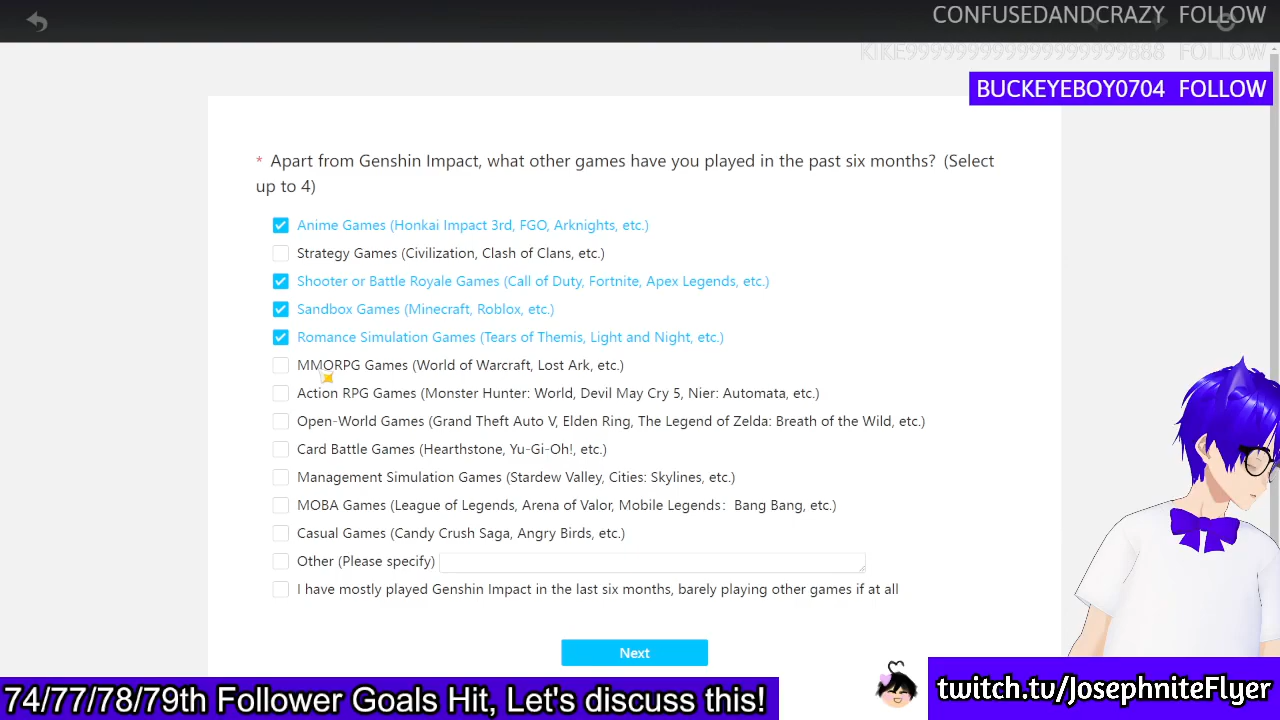 CONFUSEDANDCRAZY FOLLOW
BUCKEYEBOY0704 FOLLOW
* Apart from Genshin Impact, what other games have you played in the past six months? (Select
up to 4)
Anime Games (Honkai Impact 3rd, FGO, Arknights, etc.)
Strategy Games (Civilization, Clash of Clans, etc.)
Shooter or Battle Royale Games (Call of Duty, Fortnite, Apex Legends, etc.)
Sandbox Games (Minecraft, Roblox, etc.)
Romance Simulation Games (Tears of Themis, Light and Night, etc.)
MMORPG Games (World of Warcraft, Lost Ark, etc.)
Action RPG Games (Monster Hunter: World, Devil May Cry 5, Nier: Automata, etc.)
Open-World Games (Grand Theft Auto V, Elden Ring, The Legend of Zelda: Breath of the Wild, etc.)
Card Battle Games (Hearthstone, Yu-Gi-Oh!, etc.)
Management Simulation Games (Stardew Valley, Cities: Skylines, etc.)
MOBA Games (League of Legends, Arena of Valor, Mobile Legends：Bang Bang, etc.)
Casual Games (Candy Crush Saga, Angry Birds, etc.)
Other (Please specify)
I have mostly played Genshin Impact in the last six months, barely playing other games if at all
Next
74/77/78/79th Follower Goals Hit, Let's discuss this!
twitch.tv/JosephniteFlyer